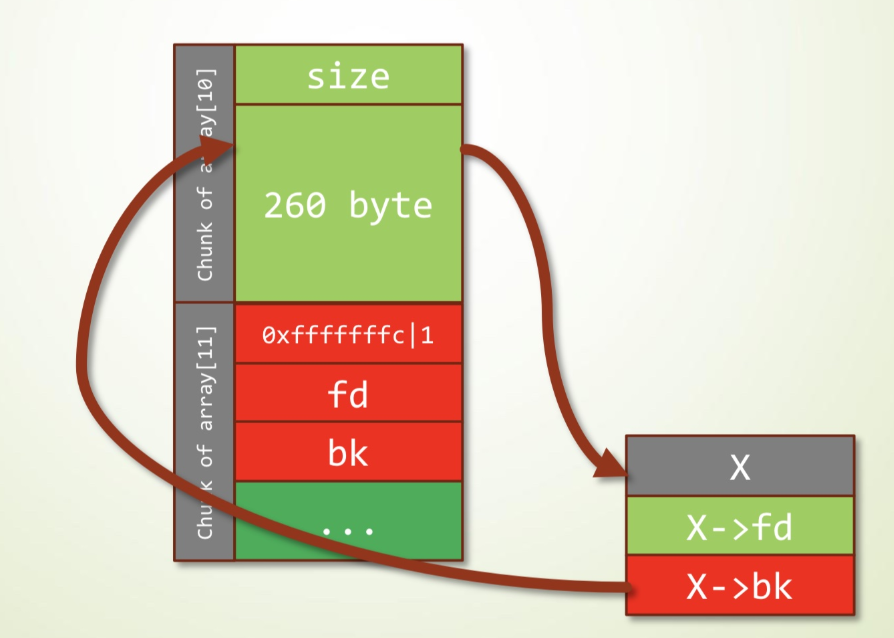 Chunk of array[10]
size
260 byte
Chunk of array[11]
0xfffffffc|1
fd
bk
...
X
X->fd
X->bk